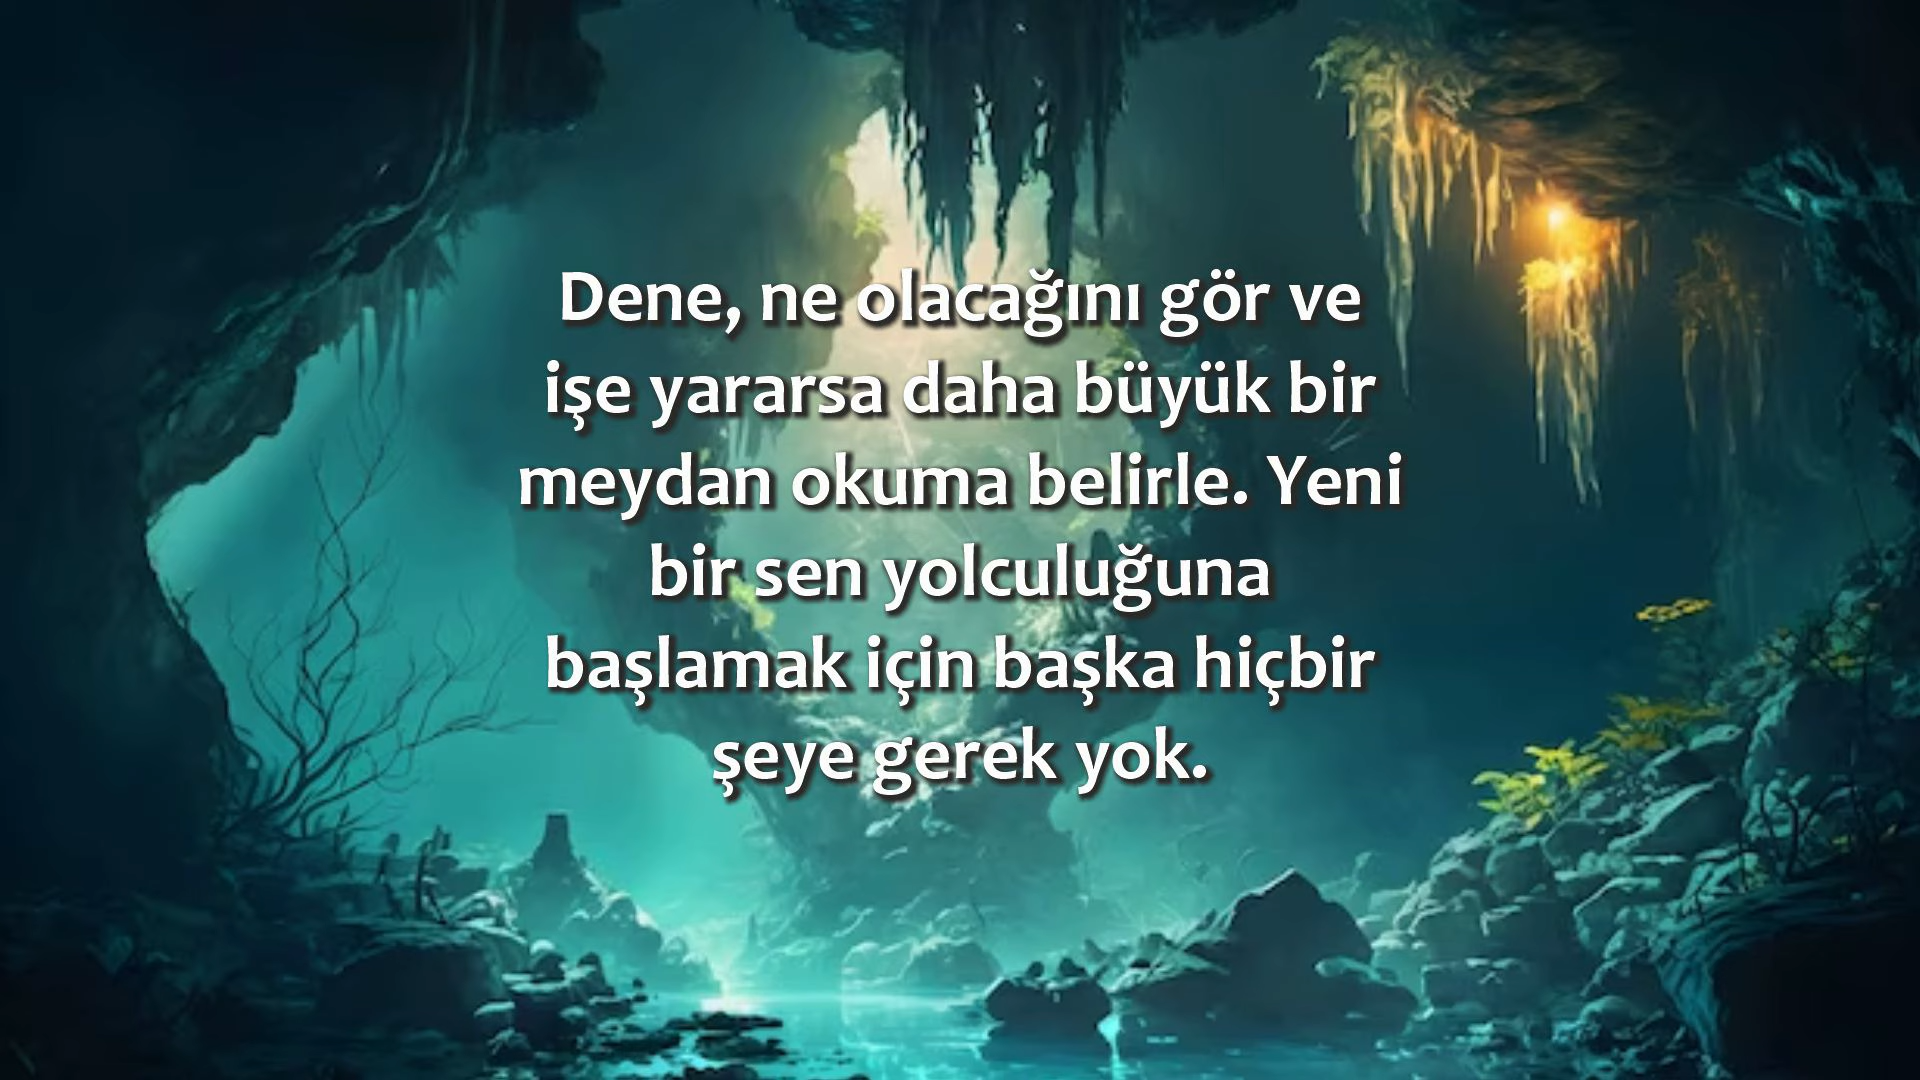 Dene, ne olacağını gör ve
işe yararsa daha büyük bir
meydan okuma belirle. Yeni
bir sen yolculuğuna
başlamak için başka hiçbir
şeye gerek yok.